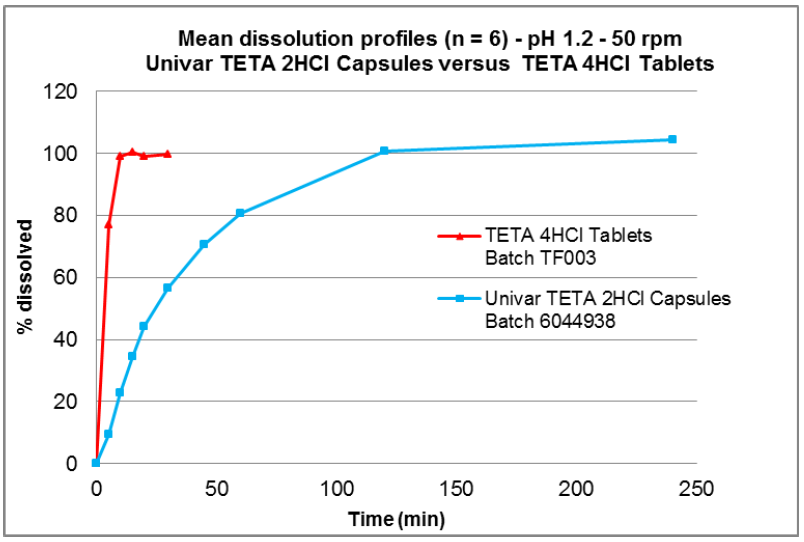 Mean dissolution profiles (n = 6) - pH 1.2 - 50 rpm
Univar TETA 2HCl Capsules versus TETA 4HCl Tablets
120
100
80
60
40
20
0
% dissolved
TETA 4HCl Tablets
Batch TF003
Univar TETA 2HCl Capsules
Batch 6044938
0 50 100 150 200 250
Time (min)